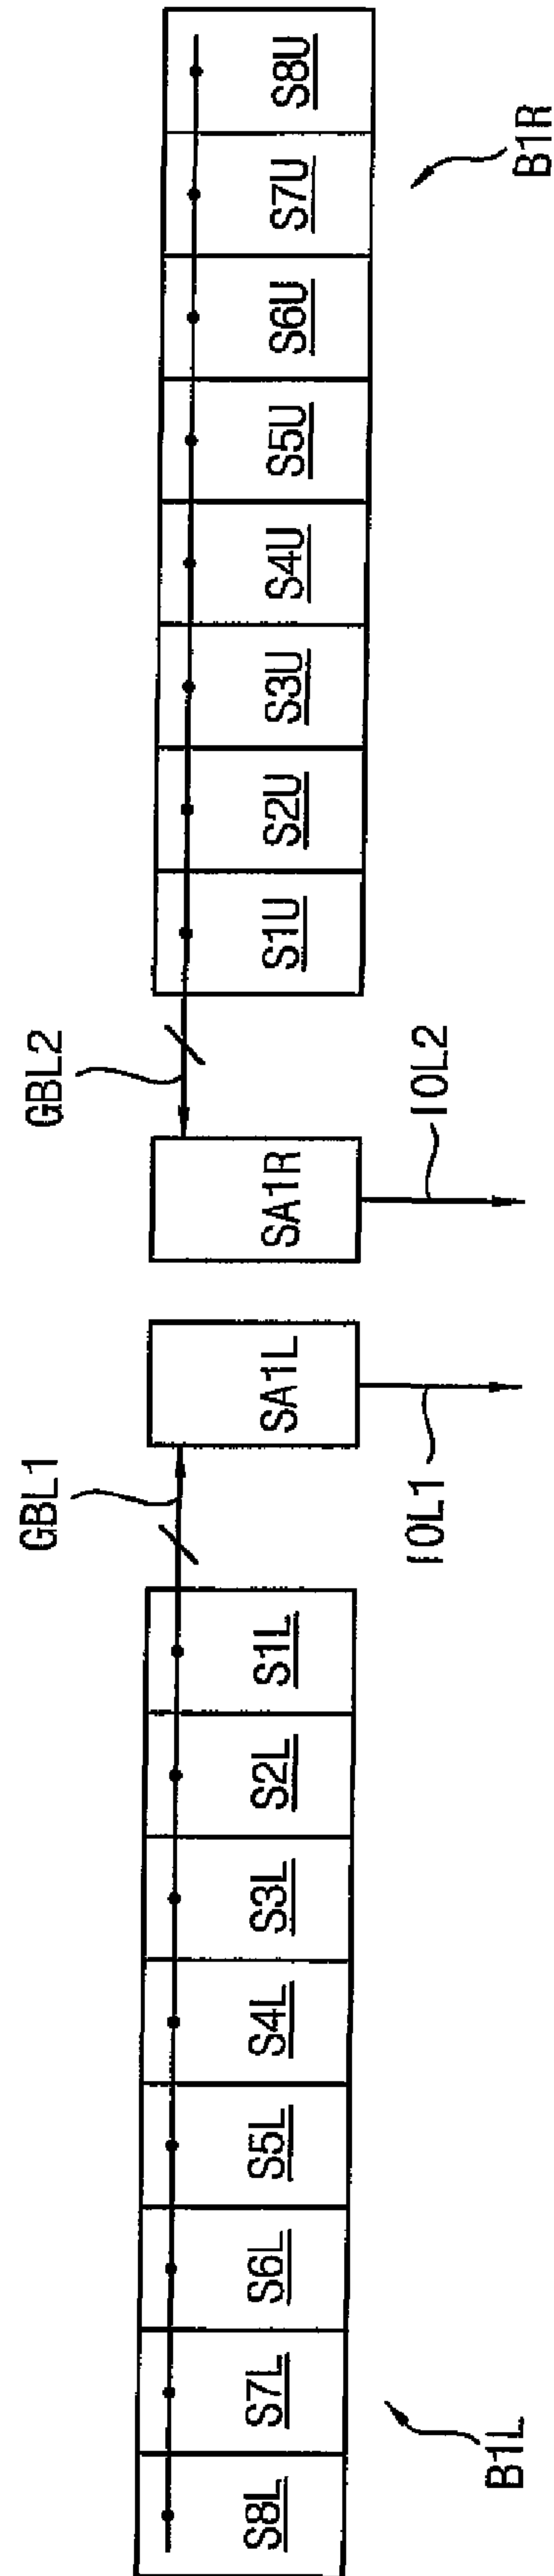 GBL1
GBL2
S8L
S7L
S6L
S5L
S4L
S3L
S2L
S1L
SA1L
SA1R
S1U
S2U
S3U
S4U
S5U
S6U
S7U
S8U
B1L
IOL1
IOL2
B1R